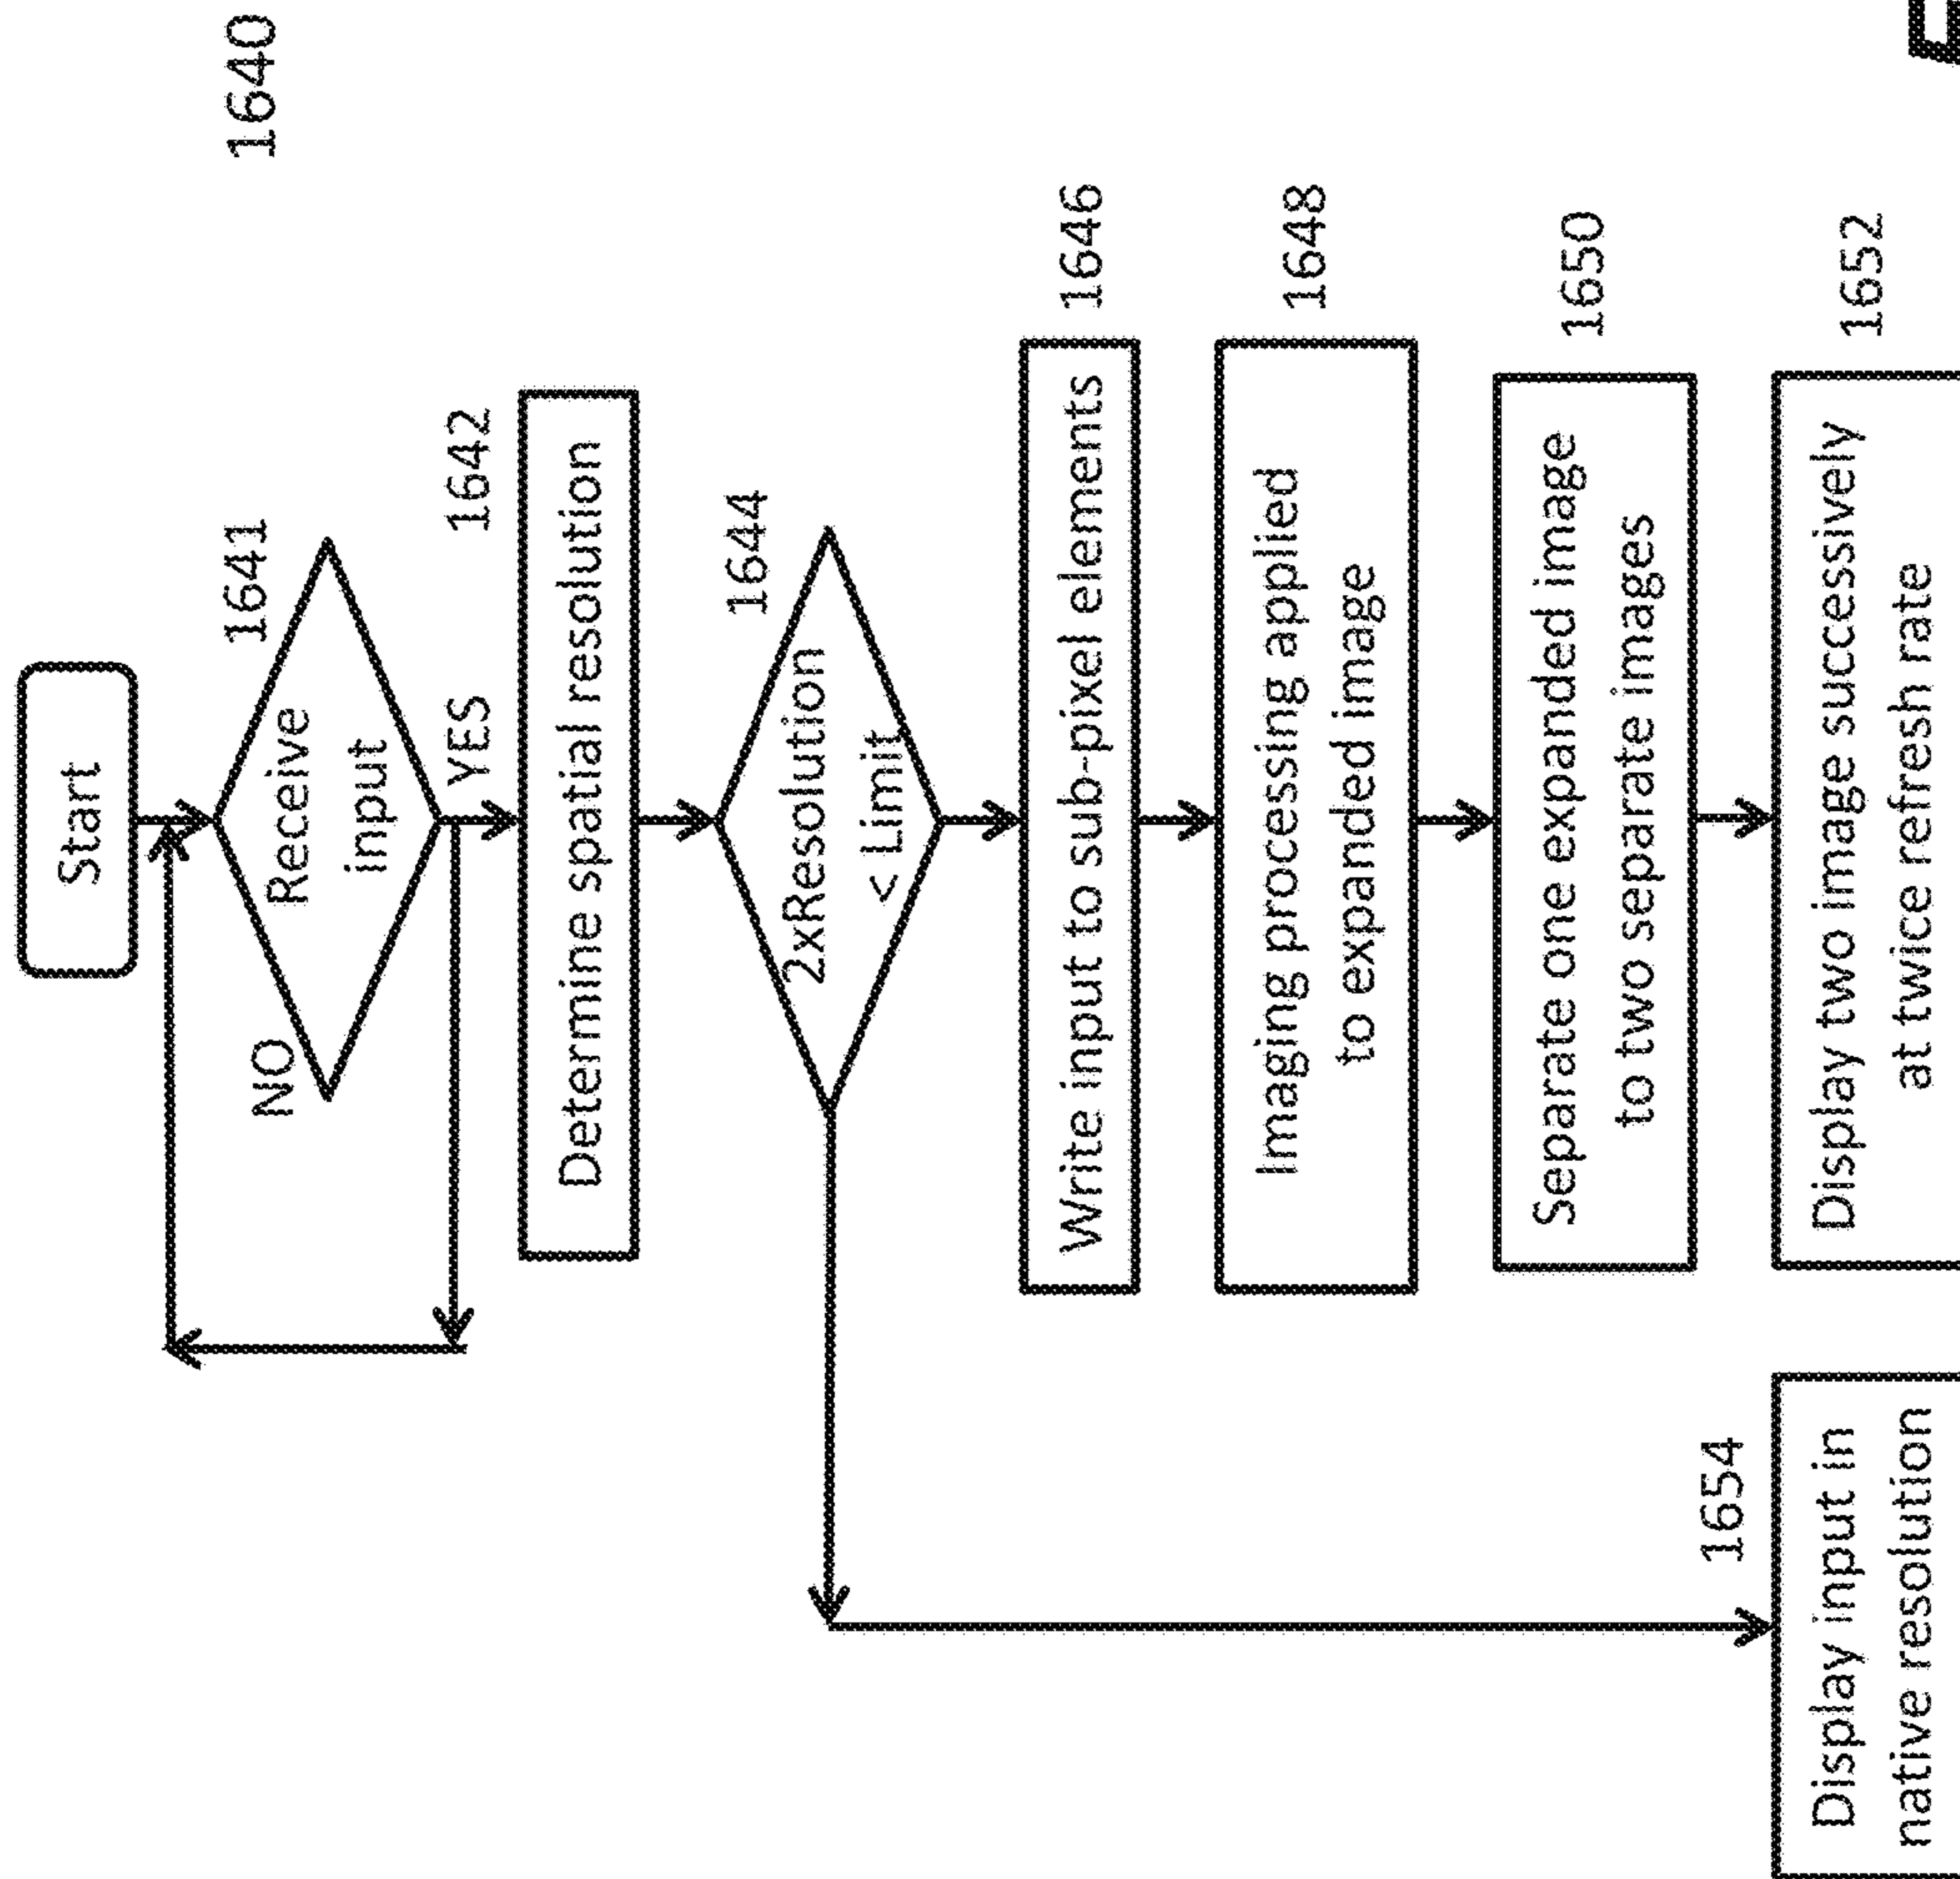 1640
Start
1641
NO
Receive
input
YES
1642
Determine spatial resolution
1644
2xResolution
< Limit
Write input to sub-pixel elements
1646
Imaging processing applied
to expanded image
1648
Separate one expanded image
to two separate images
1650
1654
Display input in
native resolution
Display two image successively
at twice refresh rate
1652